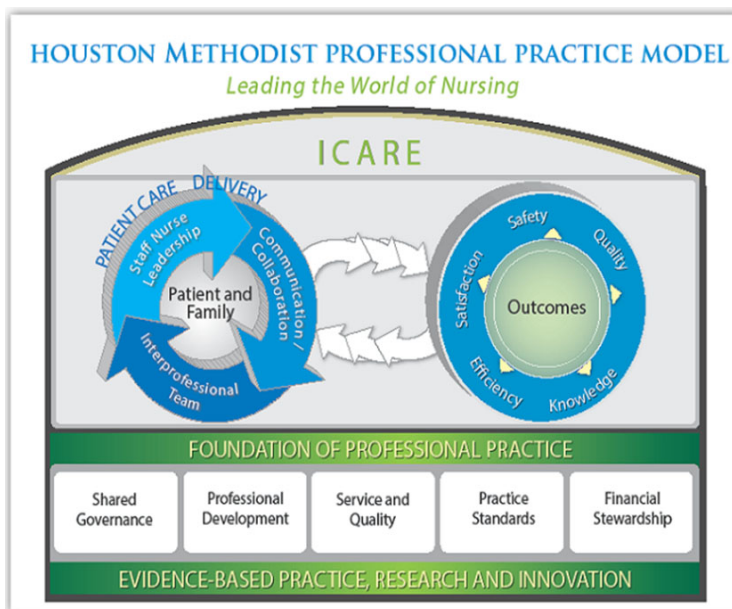 HOUSTON METHODIST PROFESSIONAL PRACTICE MODEL
Leading the World of Nursing
ICARE
PATIENT CARE DELIVERY
Staff Nurse
Leadership
Communication /
Collaboration
Interprofessional
Team
Patient and
Family
Safety
Quality
Knowledge
Efficiency
Satisfaction
Outcomes
FOUNDATION OF PROFESSIONAL PRACTICE
Shared
Governance
Professional
Development
Service and
Quality
Practice
Standards
Financial
Stewardship
EVIDENCE-BASED PRACTICE, RESEARCH AND INNOVATION